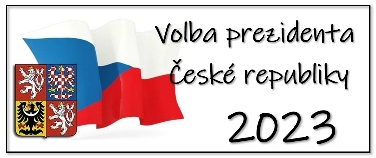 Volba prezidenta
České republiky
2023